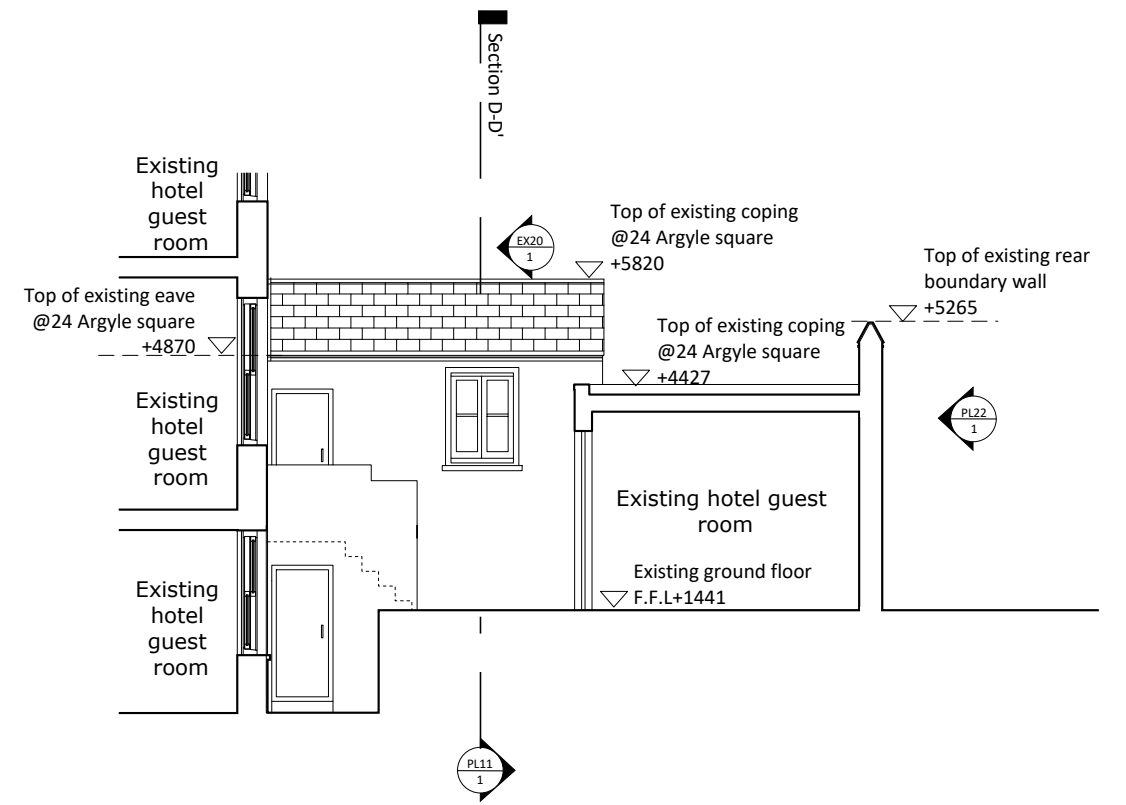 Section D-D'
Existing
hotel
guest
room
EX20
1
Top of existing coping
@24 Argyle square
+5820
Top of existing rear
boundary wall
+5265
Top of existing eave
@24 Argyle square
+4870
Top of existing coping
@24 Argyle square
+4427
Existing
hotel
guest
room
PL22
1
Existing hotel guest
room
Existing
hotel
guest
room
Existing ground floor
F.F.L+1441
PL11
1